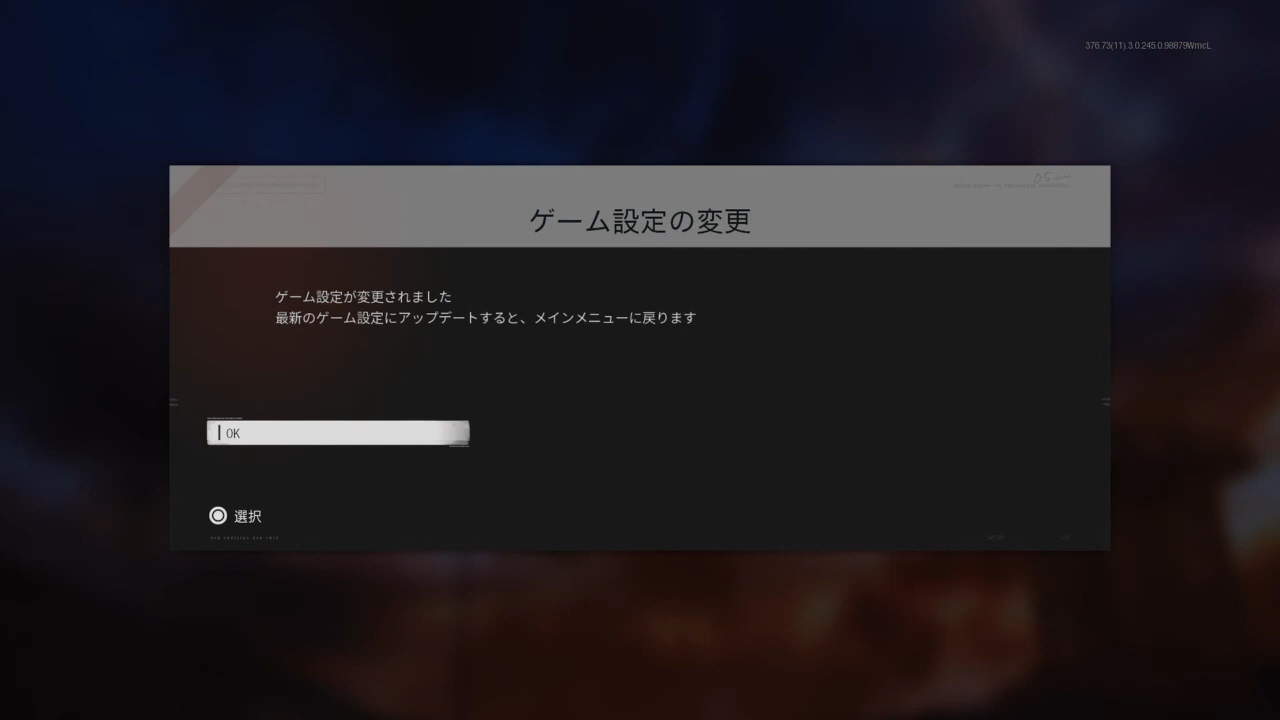 376.73(11).3.0.245.0.98879WmcL
ゲーム設定の変更
ゲーム設定が変更されました
最新のゲーム設定にアップデートすると、メインメニューに戻ります
OK
選択